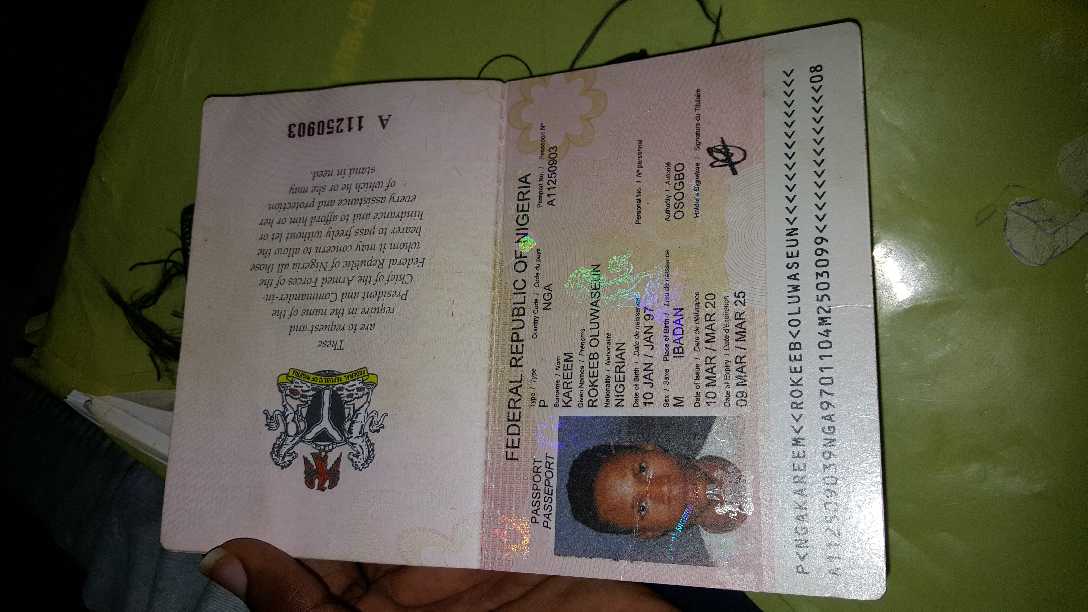 These
are to request and
require in the name of the
President and Commander-in-
Chief of the Armed Forces of the
Federal Republic of Nigeria all those
whom it may concern to allow the
bearer to pass freely without let or
hindrance and to afford him or her
every assistance and protection
of which he or she may
stand in need.
A 11250903
FEDERAL REPUBLIC OF NIGERIA
PASSPORT
PASSEPORT
Type / Type
Country Code / Code du pays
Passport No. / Passeport N°
P
NGA
A11250903
Surname / Nom
KAREEM
Given Names / Prénoms
ROKEEB OLUWASEUN
Nationality / Nationalité
NIGERIAN
Date of Birth / Date de naissance
Personal No. / N° personnel
10 JAN / JAN 97
Sex / Sexe Place of Birth / Lieu de naissance
Authority / Autorité
M IBADAN
OSOGBO
Date of Issue / Date de délivrance
Holder's Signature / Signature du Titulaire
10 MAR / MAR 20
Date of Expiry / Date d'expiration
09 MAR / MAR 25
P<NGAKAREEM<<ROKEEB<OLUWASEUN<<<<<<<<<<<<<<<
A112509039NGA9701104M2503099<<<<<<<<<<<<<<08